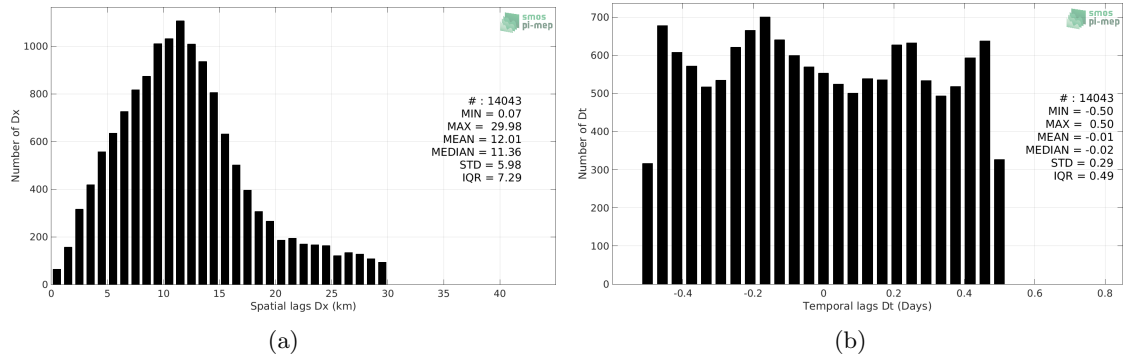 1000
800
600
400
200
0
Number of Dx
0 5 10 15 20 25 30 35 40
Spatial lags Dx (km)
smos
pi-mep
# : 14043
MIN = 0.07
MAX = 29.98
MEAN = 12.01
MEDIAN = 11.36
STD = 5.98
IQR = 7.29
(a)
700
600
500
400
300
200
100
0
Number of Dt
-0.4 -0.2 0 0.2 0.4 0.6 0.8
Temporal lags Dt (Days)
smos
pi-mep
# : 14043
MIN = -0.50
MAX = 0.50
MEAN = -0.01
MEDIAN = -0.02
STD = 0.29
IQR = 0.49
(b)